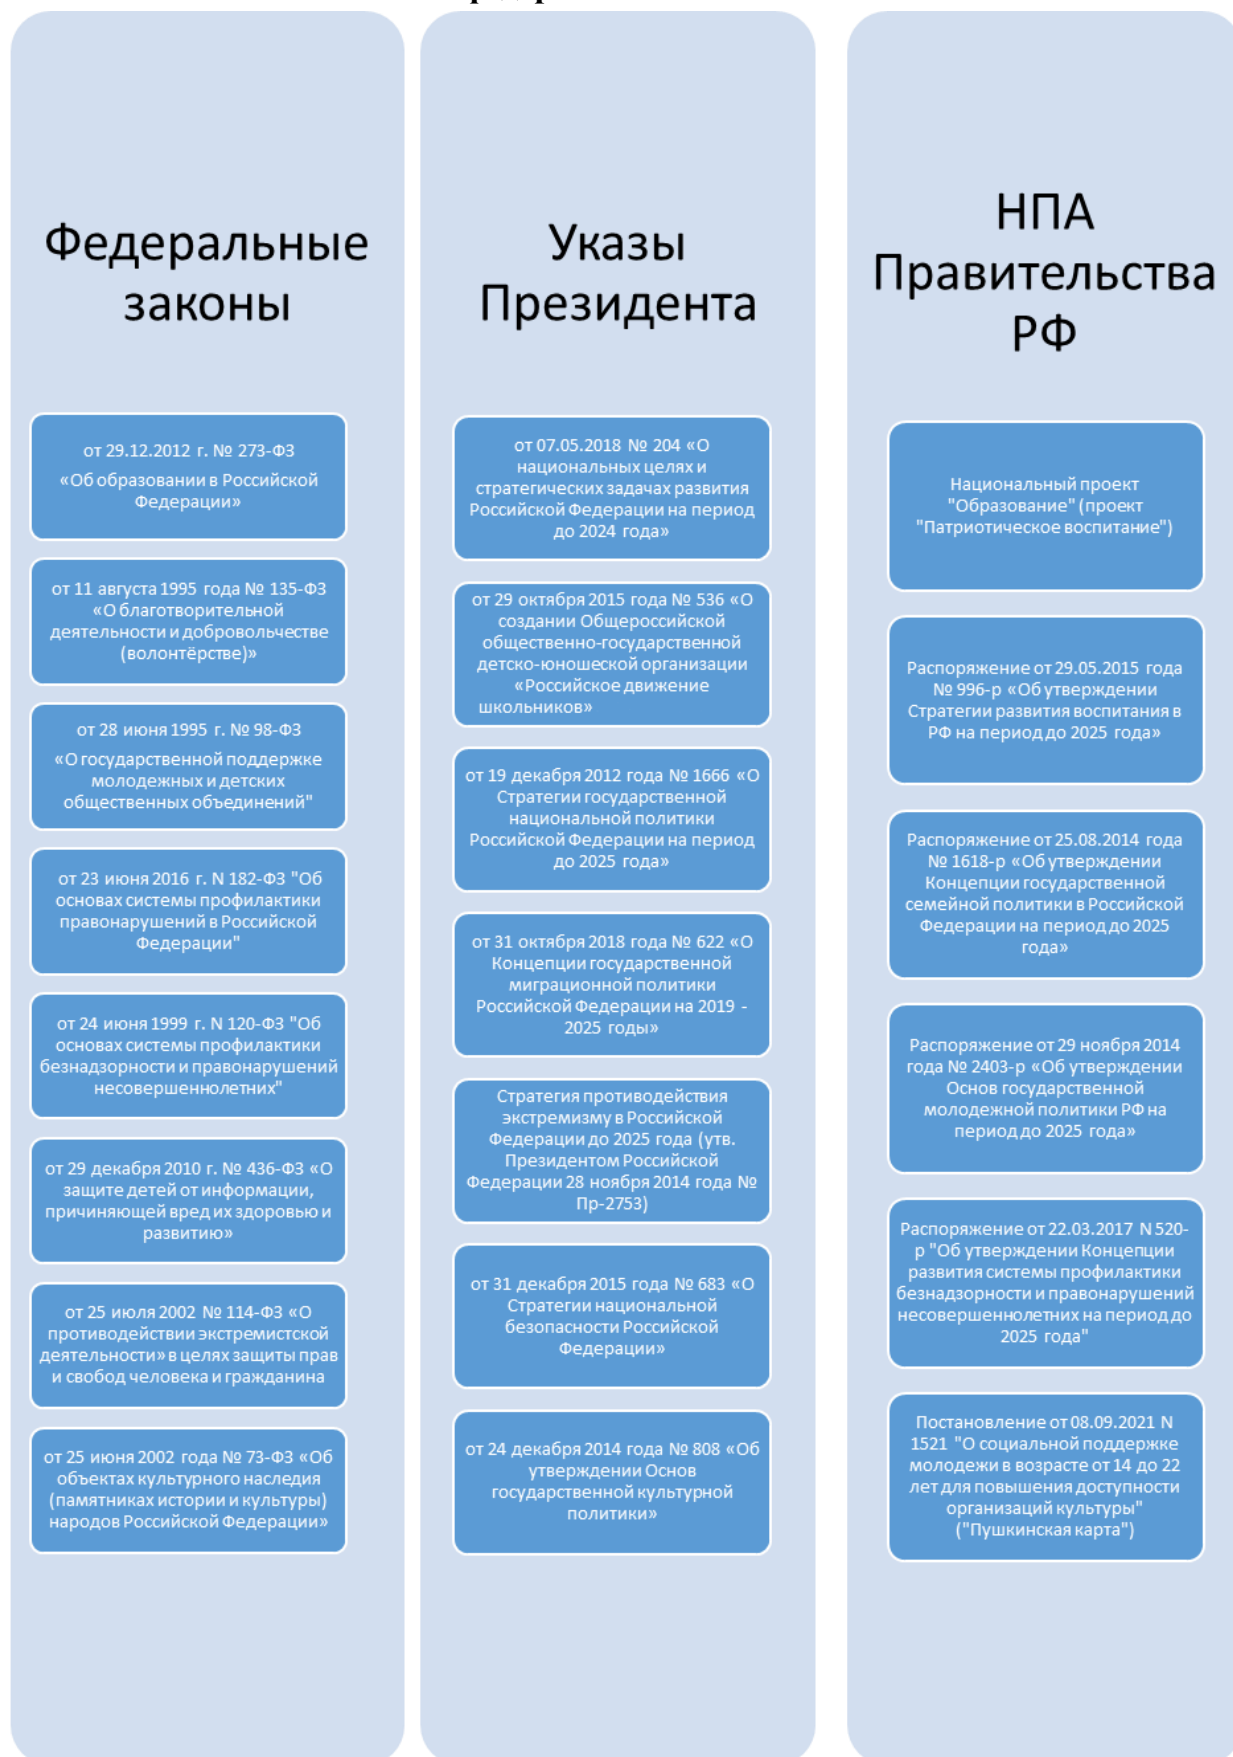 Федеральные
законы
от 29.12.2012 г. № 273-ФЗ
«Об образовании в Российской
Федерации»
от 11 августа 1995 года № 135-ФЗ
«О благотворительной
деятельности и добровольчестве
(волонтёрстве)»
от 28 июня 1995 г. № 98-ФЗ
«О государственной поддержке
молодежных и детских
общественных объединений"
от 23 июня 2016 г. N 182-ФЗ "Об
основах системы профилактики
правонарушений в Российской
Федерации"
от 24 июня 1999 г. N 120-ФЗ "Об
основах системы профилактики
безнадзорности и правонарушений
несовершеннолетних"
от 29 декабря 2010 г. № 436-ФЗ «О
защите детей от информации,
причиняющей вред их здоровью и
развитию»
от 25 июля 2002 № 114-ФЗ «О
противодействии экстремистской
деятельности» в целях защиты прав
и свобод человека и гражданина
от 25 июня 2002 года № 73-ФЗ «Об
объектах культурного наследия
(памятниках истории и культуры)
народов Российской Федерации»
Указы
Президента
от 07.05.2018 № 204 «О
национальных целях и
стратегических задачах развития
Российской Федерации на период
до 2024 года»
от 29 октября 2015 года № 536 «О
создании Общероссийской
общественно-государственной
детско-юношеской организации
«Российское движение
школьников»
от 19 декабря 2012 года № 1666 «О
Стратегии государственной
национальной политики
Российской Федерации на период
до 2025 года»
от 31 октября 2018 года № 622 «О
Концепции государственной
миграционной политики
Российской Федерации на 2019 -
2025 годы»
Стратегия противодействия
экстремизму в Российской
Федерации до 2025 года (утв.
Президентом Российской
Федерации 28 ноября 2014 года №
Пр-2753)
от 31 декабря 2015 года № 683 «О
Стратегии национальной
безопасности Российской
Федерации»
от 24 декабря 2014 года № 808 «Об
утверждении Основ
государственной культурной
политики»
НПА
Правительства
РФ
Национальный проект
"Образование" (проект
"Патриотическое воспитание")
Распоряжение от 29.05.2015 года
№ 996-р «Об утверждении
Стратегии развития воспитания в
РФ на период до 2025 года»
Распоряжение от 25.08.2014 года
№ 1618-р «Об утверждении
Концепции государственной
семейной политики в Российской
Федерации на период до 2025
года»
Распоряжение от 29 ноября 2014
года № 2403-р «Об утверждении
Основ государственной
молодежной политики РФ на
период до 2025 года»
Распоряжение от 22.03.2017 N 520-
р "Об утверждении Концепции
развития системы профилактики
безнадзорности и правонарушений
несовершеннолетних на период до
2025 года"
Постановление от 08.09.2021 N
1521 "О социальной поддержке
молодежи в возрасте от 14 до 22
лет для повышения доступности
организаций культуры"
("Пушкинская карта")